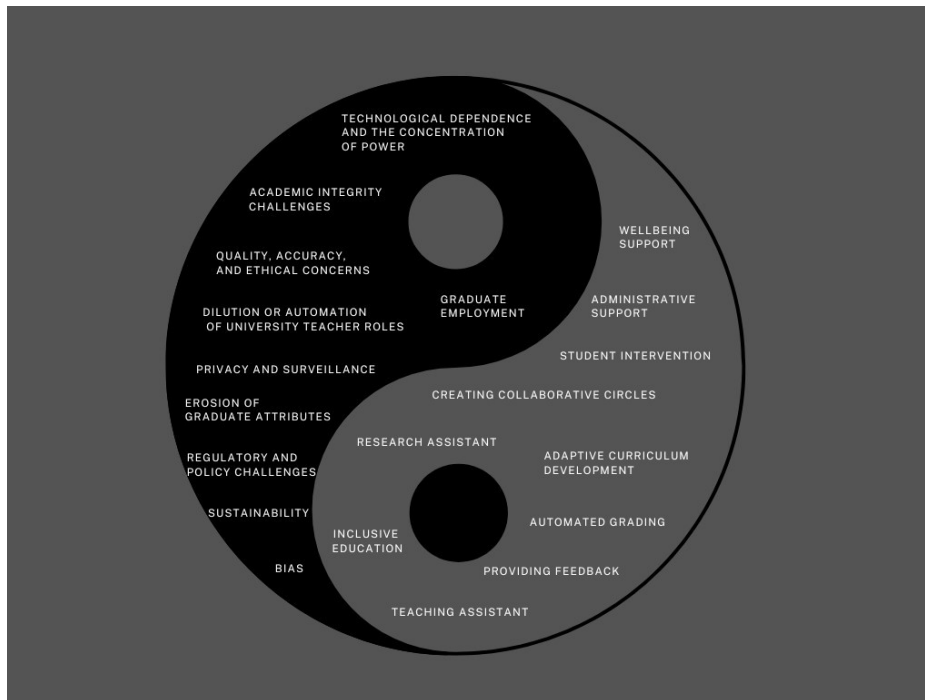 TECHNOLOGICAL DEPENDENCE
AND THE CONCENTRATION
OF POWER
ACADEMIC INTEGRITY
CHALLENGES
QUALITY, ACCURACY,
AND ETHICAL CONCERNS
GRADUATE
EMPLOYMENT
DILUTION OR AUTOMATION
OF UNIVERSITY TEACHER ROLES
PRIVACY AND SURVEILLANCE
EROSION OF
GRADUATE ATTRIBUTES
REGULATORY AND
POLICY CHALLENGES
SUSTAINABILITY
BIAS
WELLBEING
SUPPORT
ADMINISTRATIVE
SUPPORT
STUDENT INTERVENTION
CREATING COLLABORATIVE CIRCLES
RESEARCH ASSISTANT
ADAPTIVE CURRICULUM
DEVELOPMENT
AUTOMATED GRADING
INCLUSIVE
EDUCATION
PROVIDING FEEDBACK
TEACHING ASSISTANT